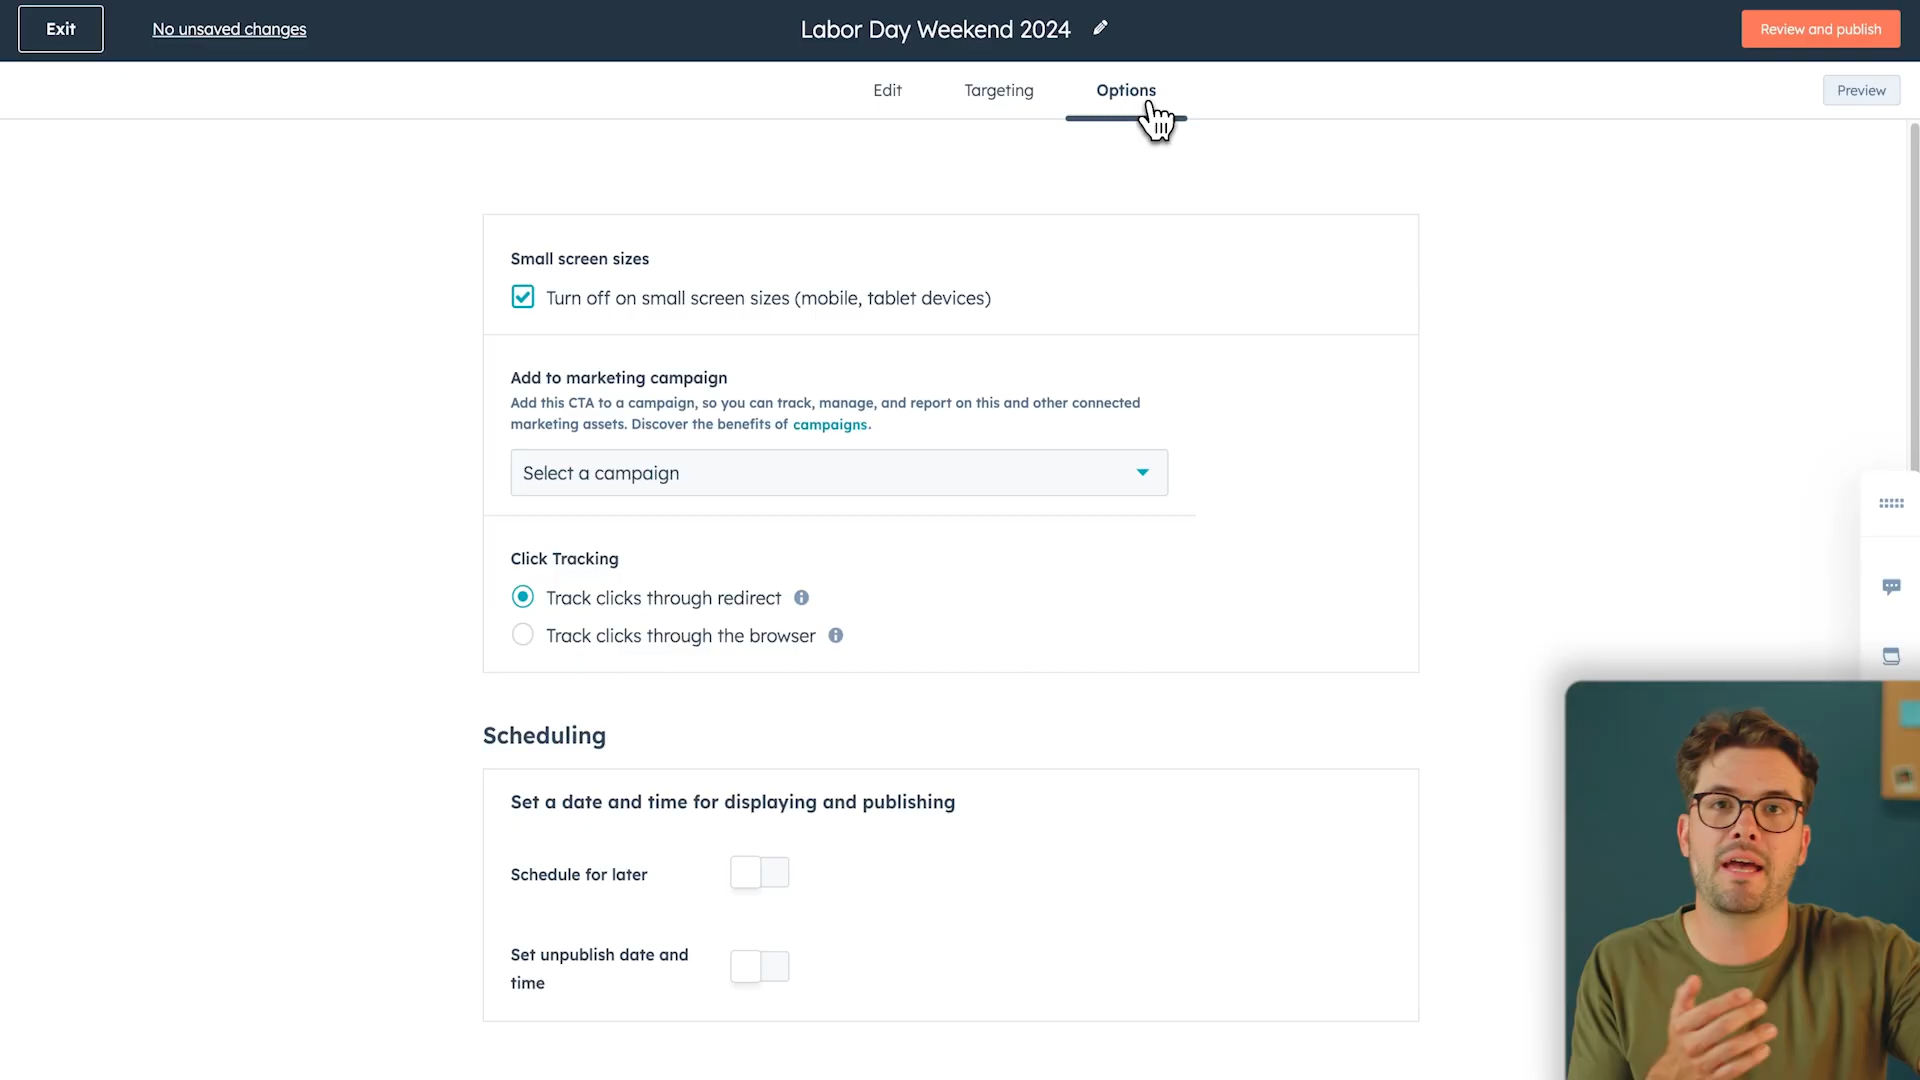 Exit
No unsaved changes
Labor Day Weekend 2024
Review and publish
Edit
Targeting
Options
Preview
Small screen sizes
Turn off on small screen sizes (mobile, tablet devices)
Add to marketing campaign
Add this CTA to a campaign, so you can track, manage, and report on this and other connected
marketing assets. Discover the benefits of campaigns.
Select a campaign
Click Tracking
Track clicks through redirect
Track clicks through the browser
Scheduling
Set a date and time for displaying and publishing
Schedule for later
Set unpublish date and
time